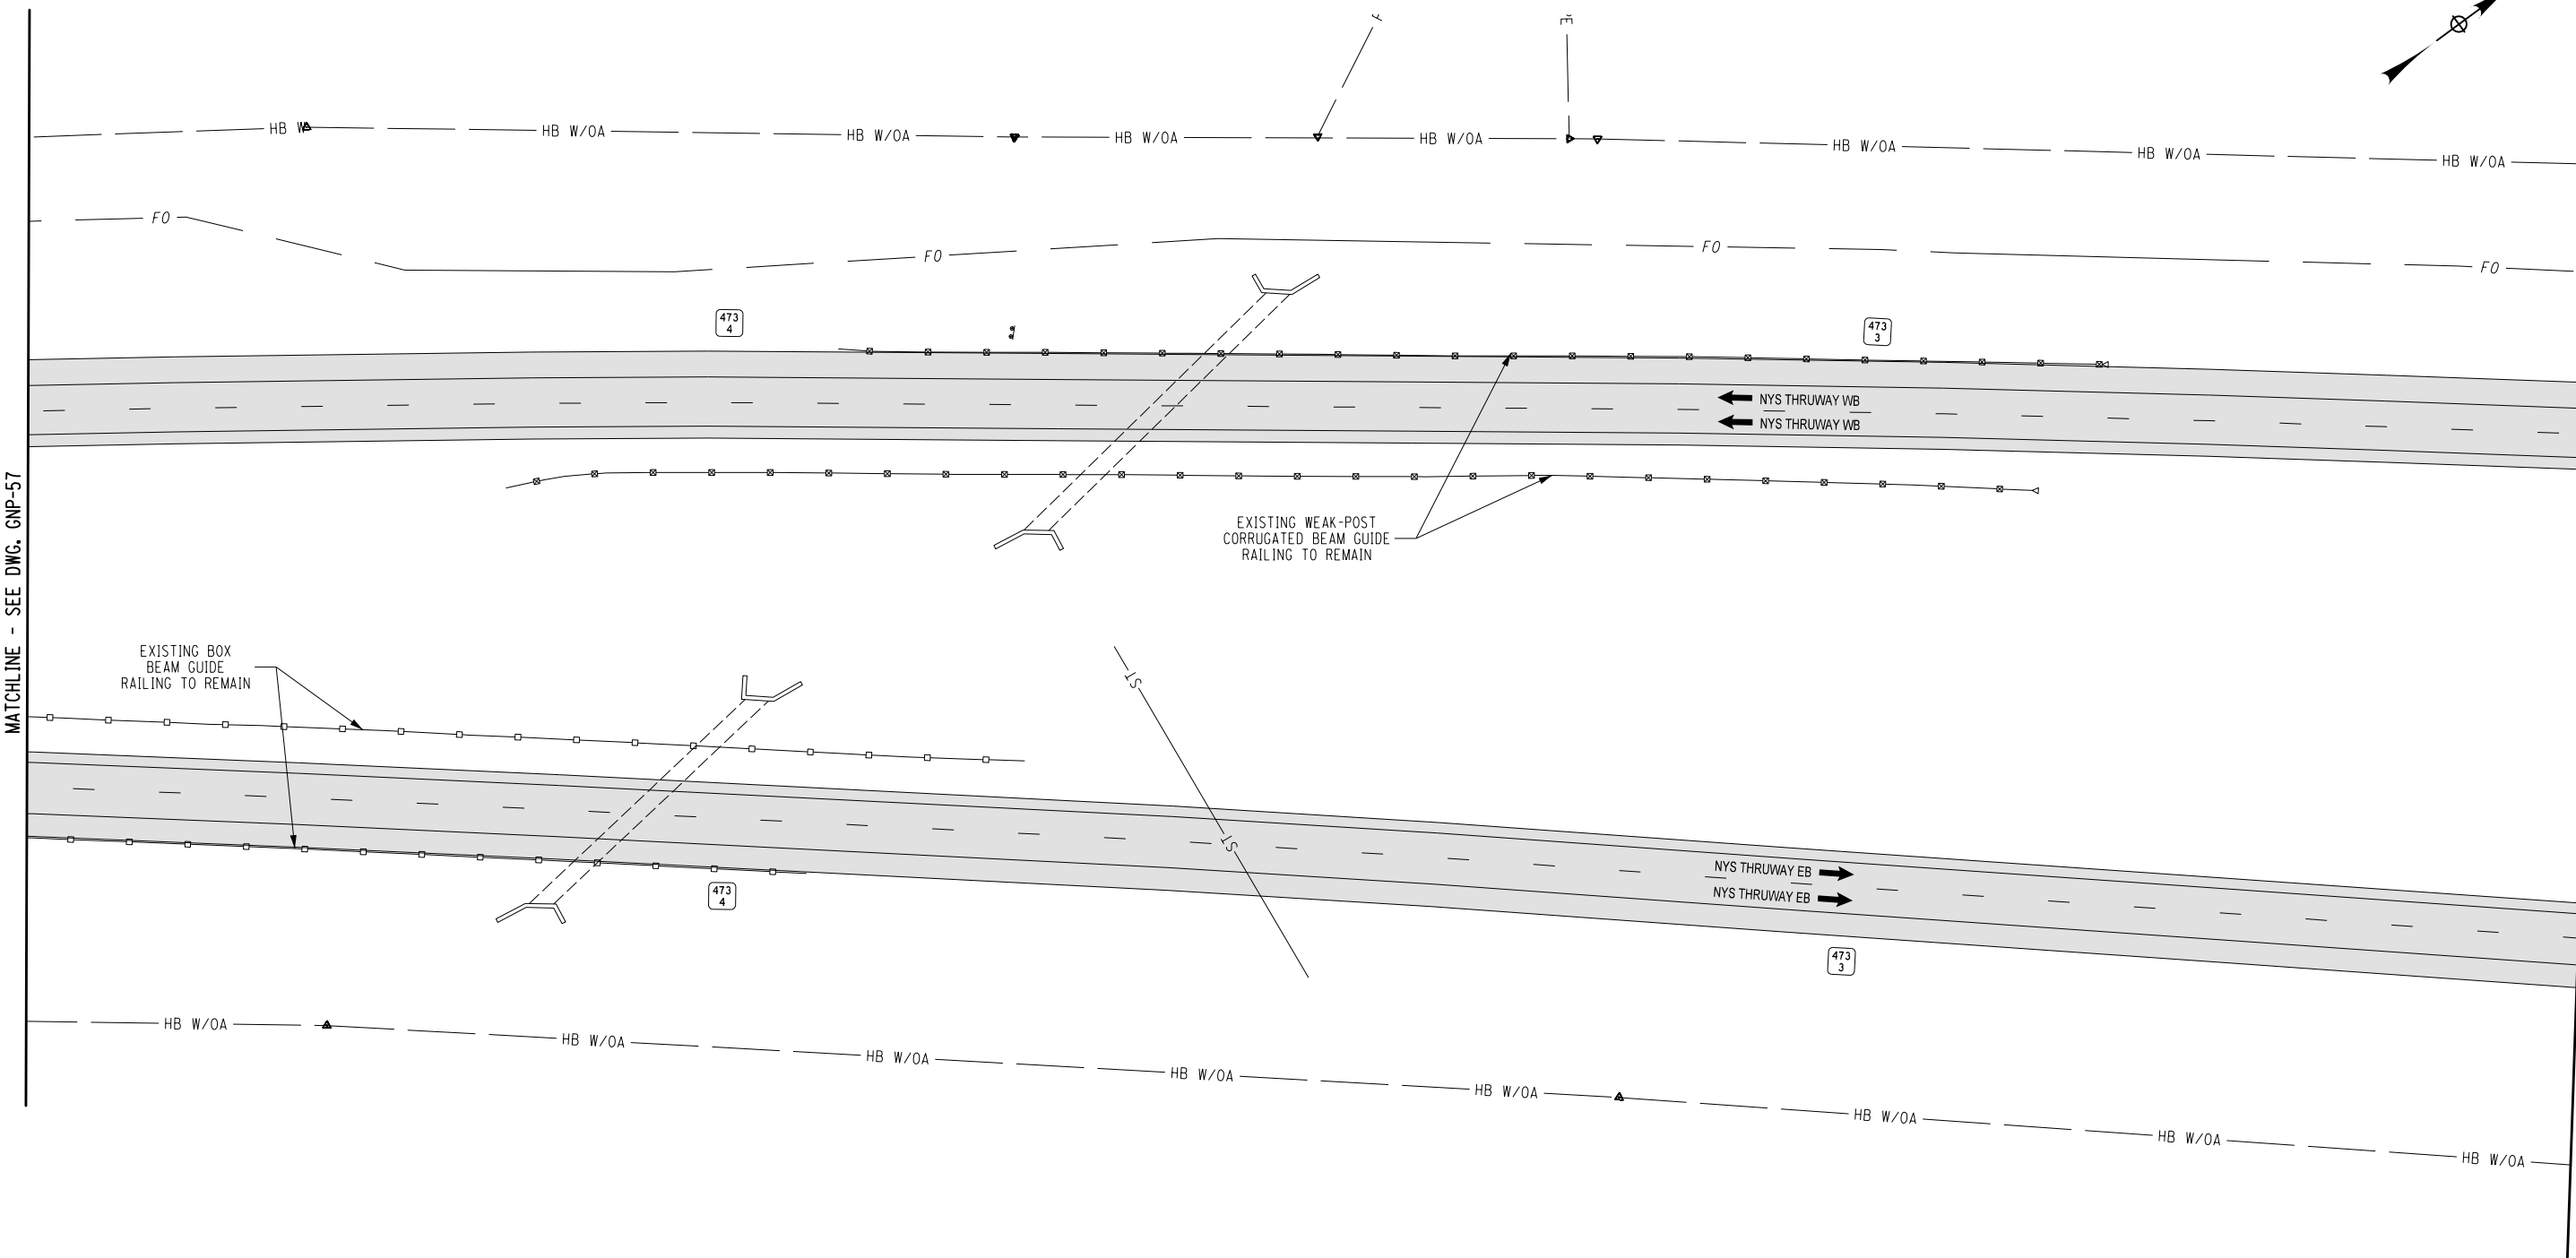 HB W/OA HB W/OA HB W/OA HB W/OA HB W/OA HB W/OA HB W/OA
FO FO FO FO
473
4
473
3
NYS THRUWAY WB
NYS THRUWAY WB
MATCHLINE - SEE DWG. GNP-57
EXISTING WEAK-POST
CORRUGATED BEAM GUIDE
RAILING TO REMAIN
EXISTING BOX
BEAM GUIDE
RAILING TO REMAIN
ST
ST
NYS THRUWAY EB
NYS THRUWAY EB
473
4
473
3
HB W/OA HB W/OA HB W/OA HB W/OA HB W/OA HB W/OA HB W/OA HB W/OA